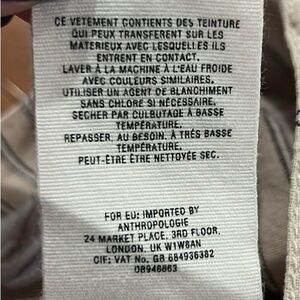 CE VETEMENT CONTIENTS DES TEINTURE
QUI PEUX TRANSFERENT SUR LES
MATERIEUX AVEC LESQUELLES ILS
ENTRENT EN CONTACT.
LAVER À LA MACHINE À L'EAU FROIDE
AVEC COULEURS SIMILAIRES.
UTILISER UN AGENT DE BLANCHIMENT
SANS CHLORE SI NÉCESSAIRE.
SECHER PAR CULBUTAGE À BASSE
TEMPÉRATURE.
REPASSER, AU BESOIN, À TRÈS BASSE
TEMPÉRATURE.
PEUT-ÊTRE ÊTRE NETTOYÉE SEC.
FOR EU: IMPORTED BY
ANTHROPOLOGIE
24 MARKET PLACE, 3RD FLOOR,
LONDON, UK W1W8AN
CIF: VAT No. GB 684936382
08946663